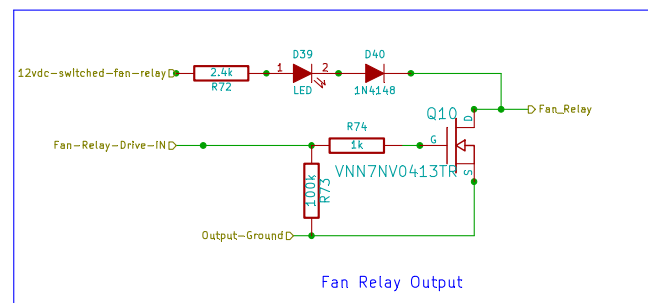 D39
D40
12vdc-switched-fan-relay
2.4k
1
2
R72
LED
1N4148
Q10
D
Fan_Relay
R74
Fan-Relay-Drive-IN
1k
G
VNN7NV0413TR
S
100k
R73
Output-Ground
Fan Relay Output